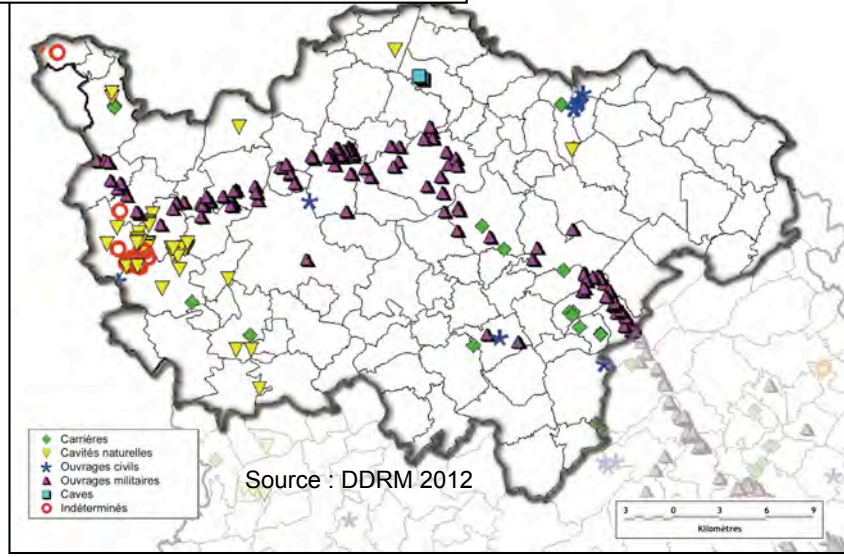 Carrières
Cavités naturelles
Ouvrages civils
Ouvrages militaires
Caves
Indéterminés
Source : DDRM 2012
3 0 3 6 9
Kilomètres